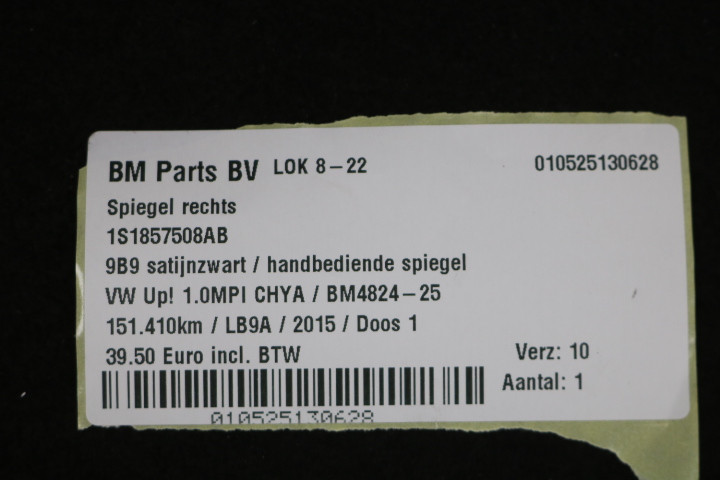 BM Parts BV LOK 8-22 010525130628
Spiegel rechts
1S1857508AB
9B9 satijnzwart / handbediende spiegel
VW Up! 1.0MPI CHYA / BM4824-25
151.410km / LB9A / 2015 / Doos 1
39.50 Euro incl. BTW Verz: 10
Aantal: 1
010525130628